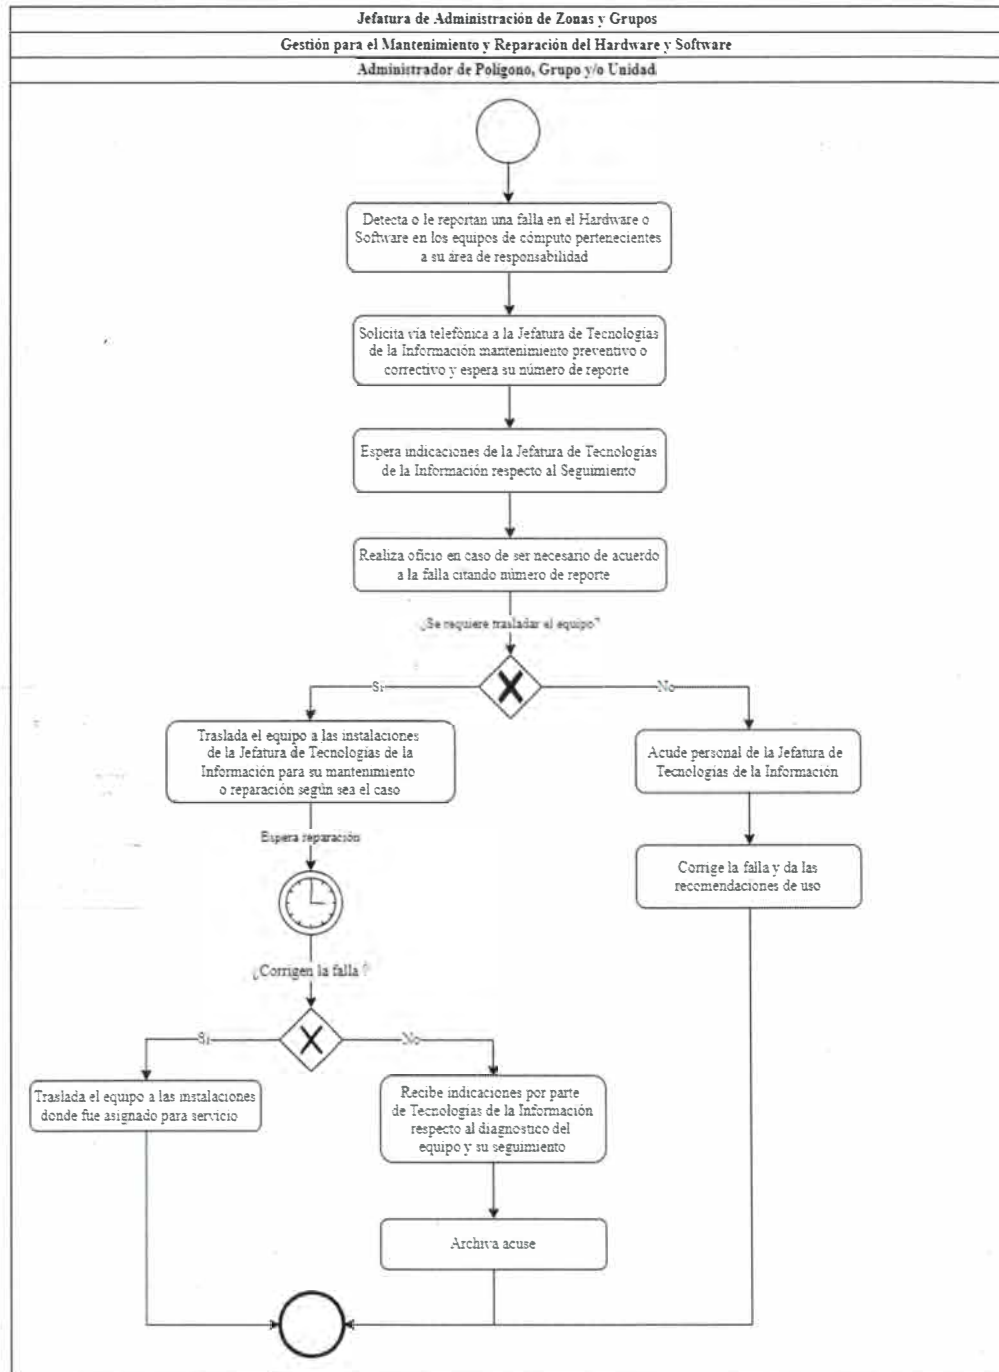 Jefatura de Administración de Zonas y Grupos
Gestión para el Mantenimiento y Reparación del Hardware y Software
Administrador de Polígono, Grupo y/o Unidad
Detecta o le reportan una falla en el Hardware o
Software en los equipos de cómputo pertenecientes
a su área de responsabilidad
Solicita vía telefónica a la Jefatura de Tecnologías
de la Información mantenimiento preventivo o
correctivo y espera su número de reporte
Espera indicaciones de la Jefatura de Tecnologías
de la Información respecto al Seguimiento
Realiza oficio en caso de ser necesario de acuerdo
a la falla citando número de reporte
¿Se requiere trasladar el equipo?
Si
No
Traslada el equipo a las instalaciones
de la Jefatura de Tecnologías de la
Información para su mantenimiento
o reparación según sea el caso
Acude personal de la Jefatura de
Tecnologías de la Información
Espera reparación
Corrige la falla y da las
recomendaciones de uso
¿Corrigen la falla ?
Si
No
Traslada el equipo a las instalaciones
donde fue asignado para servicio
Recibe indicaciones por parte
de Tecnologías de la Información
respecto al diagnostico del
equipo y su seguimiento
Archiva acuse